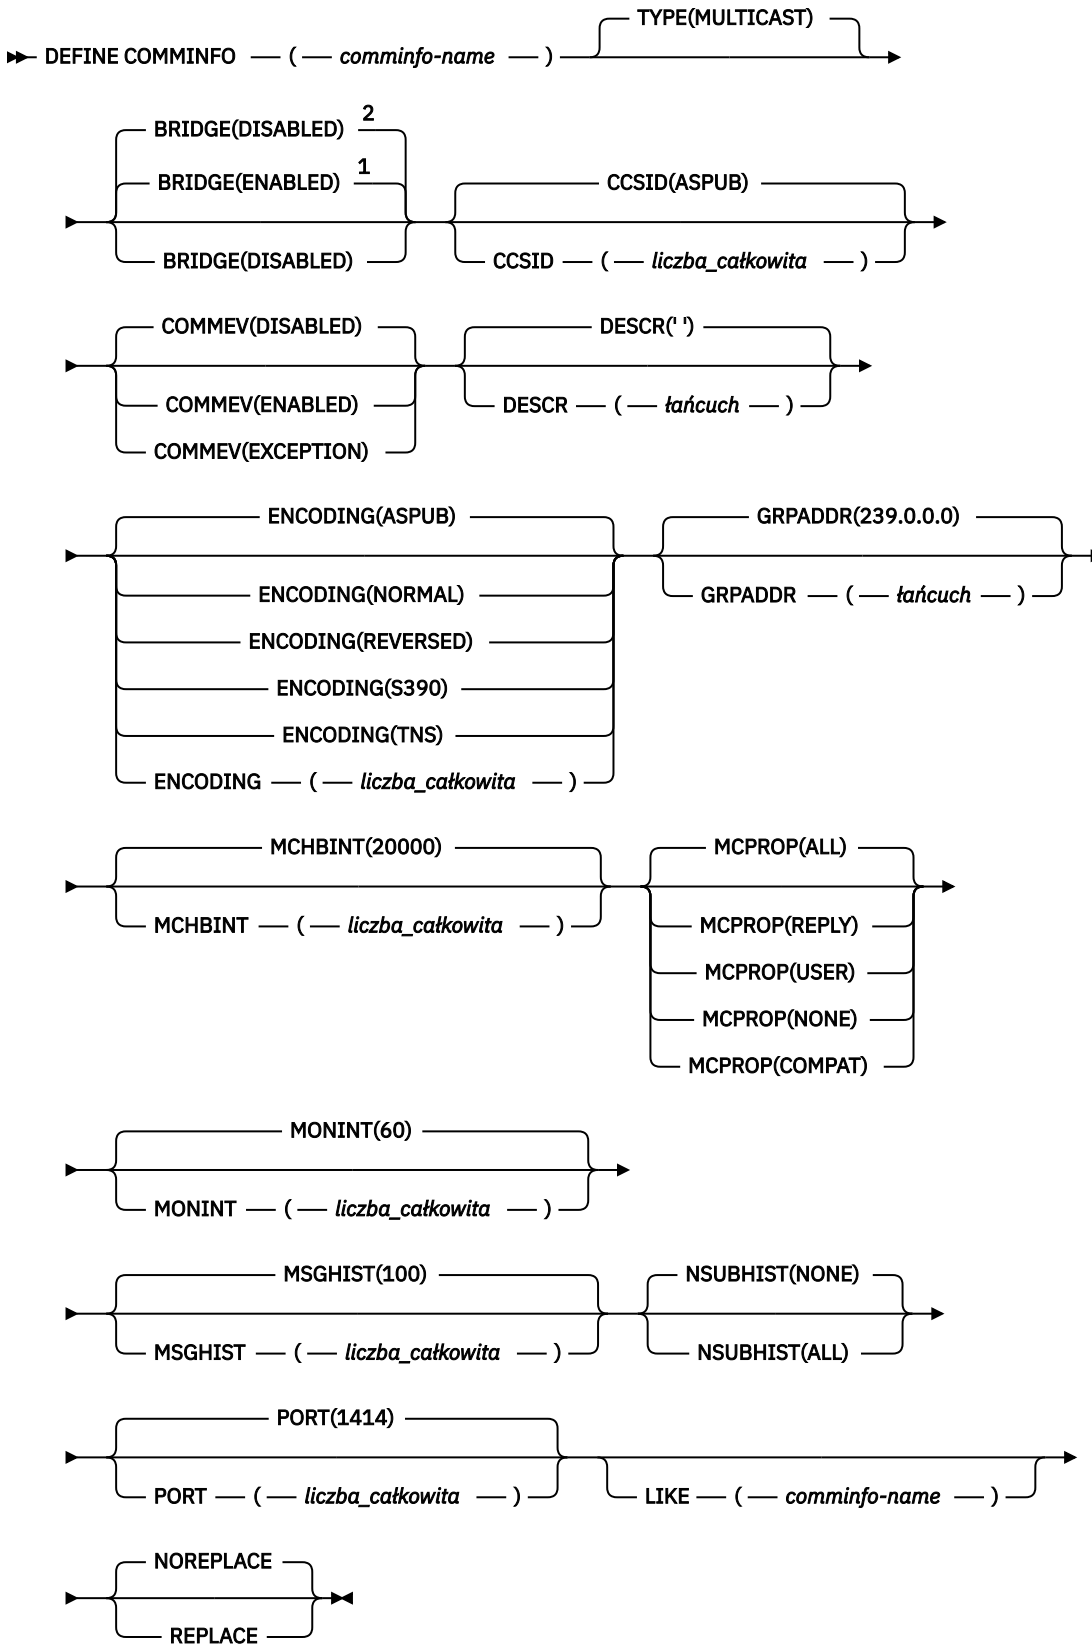 TYPE(MULTICAST)
DEFINE COMMINFO ( comminfo-name )
BRIDGE(DISABLED) 2
BRIDGE(ENABLED) 1
CCSID(ASPUB)
BRIDGE(DISABLED)
CCSID ( liczba_całkowita )
COMMEV(DISABLED)
DESCR(' ')
COMMEV(ENABLED)
DESCR ( łańcuch )
COMMEV(EXCEPTION)
ENCODING(ASPUB)
GRPADDR(239.0.0.0)
ENCODING(NORMAL)
GRPADDR ( łańcuch )
ENCODING(REVERSED)
ENCODING(S390)
ENCODING(TNS)
ENCODING ( liczba_całkowita )
MCHBINT(20000)
MCPROP(ALL)
MCHBINT ( liczba_całkowita )
MCPROP(REPLY)
MCPROP(USER)
MCPROP(NONE)
MCPROP(COMPAT)
MONINT(60)
MONINT ( liczba_całkowita )
MSGHIST(100)
NSUBHIST(NONE)
MSGHIST ( liczba_całkowita )
NSUBHIST(ALL)
PORT(1414)
PORT ( liczba_całkowita )
LIKE ( comminfo-name )
NOREPLACE
REPLACE